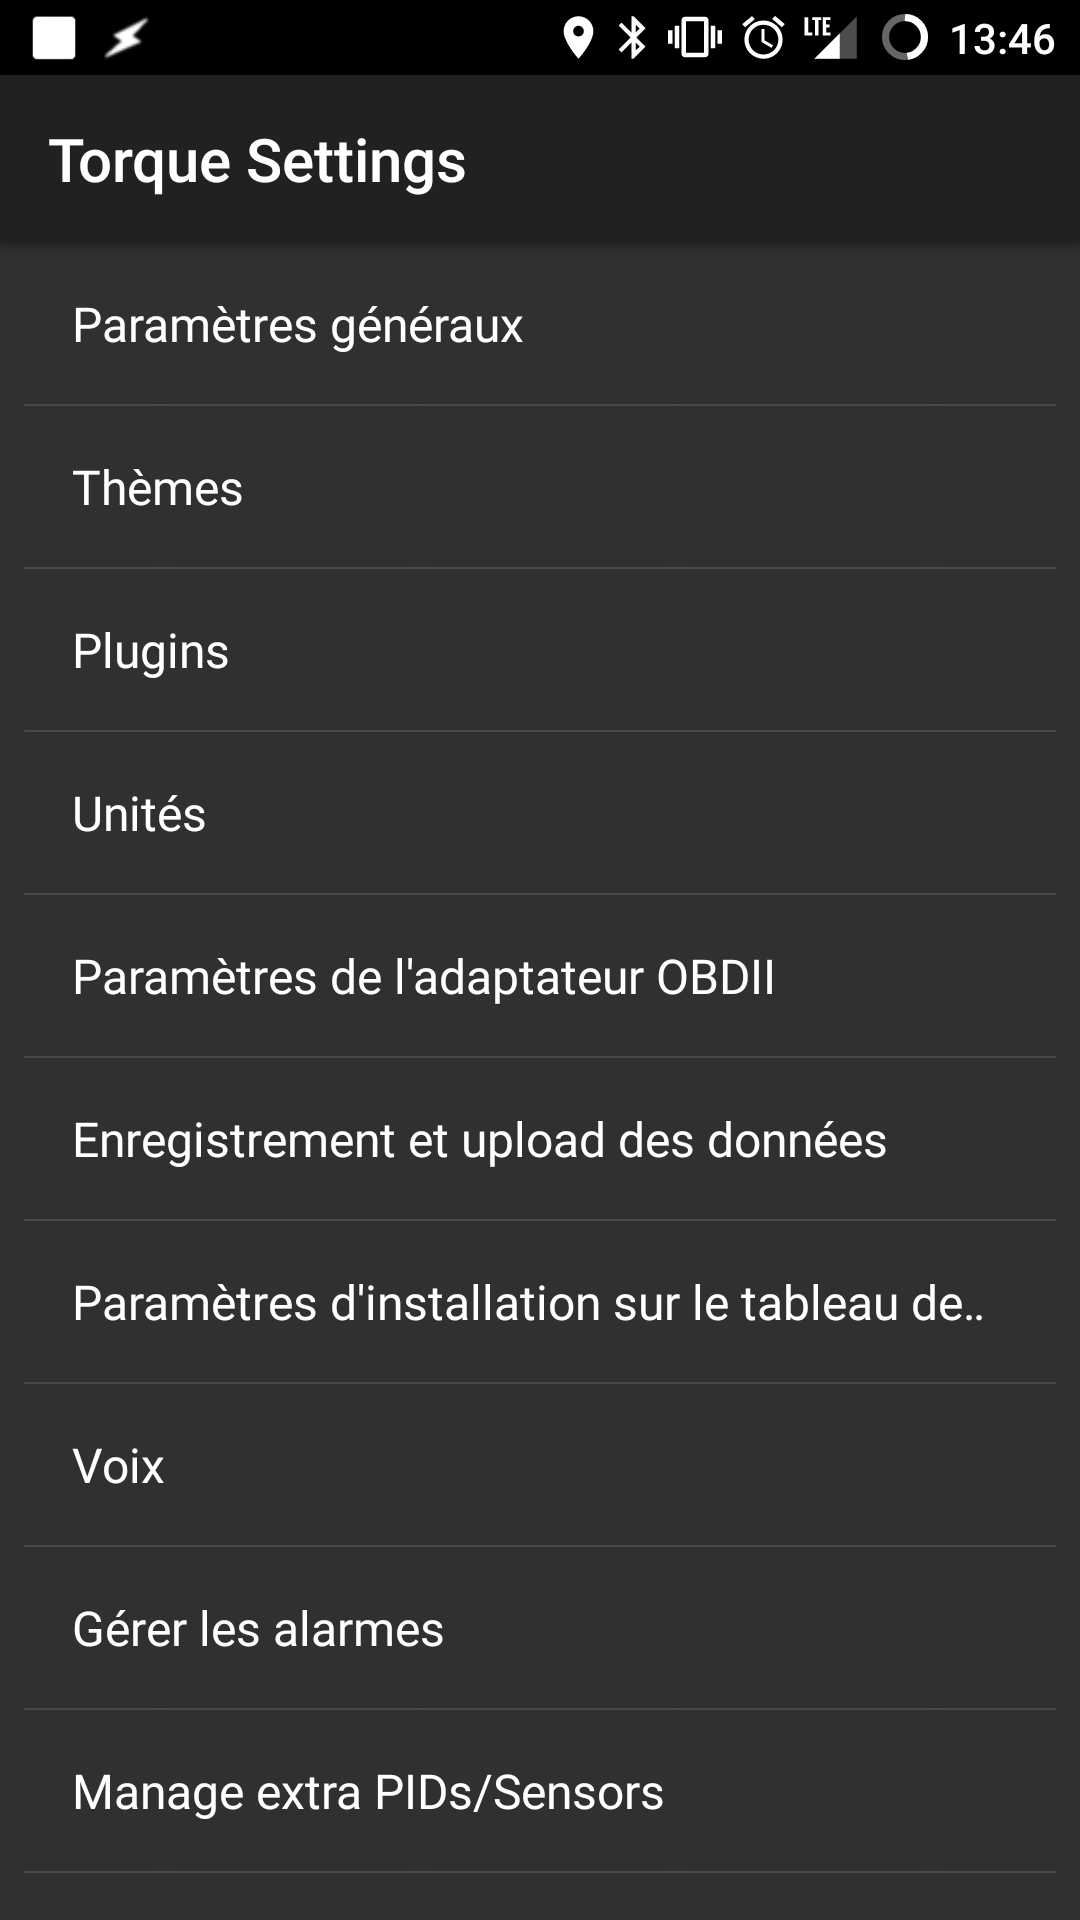 LTE 13:46
Torque Settings
Paramètres généraux
Thèmes
Plugins
Unités
Paramètres de l'adaptateur OBDII
Enregistrement et upload des données
Paramètres d'installation sur le tableau de..
Voix
Gérer les alarmes
Manage extra PIDs/Sensors